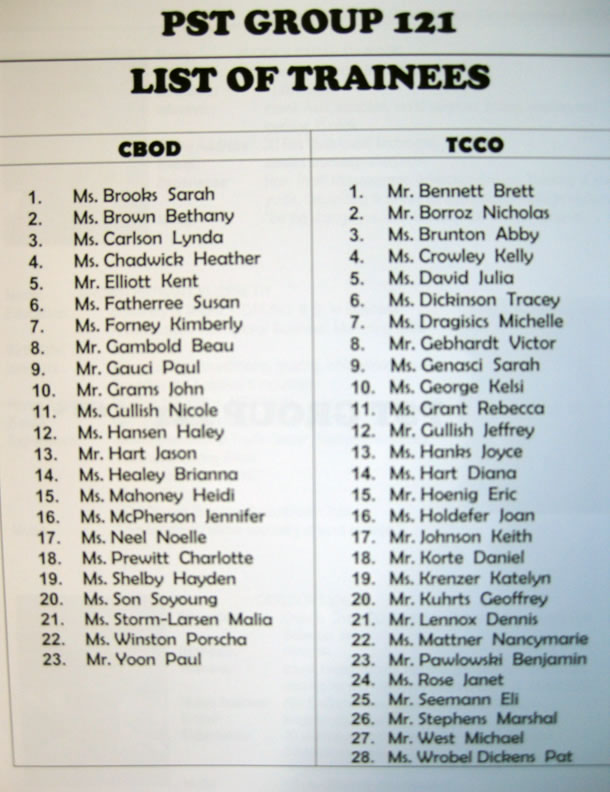 PST GROUP 121
LIST OF TRAINEES
CBOD
1. Ms. Brooks Sarah
2. Ms. Brown Bethany
3. Ms. Carlson Lynda
4. Ms. Chadwick Heather
5. Mr. Elliott Kent
6. Ms. Fatherree Susan
7. Ms. Forney Kimberly
8. Mr. Gambold Beau
9. Mr. Gauci Paul
10. Mr. Grams John
11. Ms. Gullish Nicole
12. Ms. Hansen Haley
13. Mr. Hart Jason
14. Ms. Healey Brianna
15. Ms. Mahoney Heidi
16. Ms. McPherson Jennifer
17. Ms. Neel Noelle
18. Ms. Prewitt Charlotte
19. Ms. Shelby Hayden
20. Ms. Son Soyoung
21. Ms. Storm-Larsen Malia
22. Ms. Winston Porscha
23. Mr. Yoon Paul
TCCO
1. Mr. Bennett Brett
2. Mr. Borroz Nicholas
3. Ms. Brunton Abby
4. Ms. Crowley Kelly
5. Ms. David Julia
6. Ms. Dickinson Tracey
7. Ms. Dragisics Michelle
8. Mr. Gebhardt Victor
9. Ms. Genasci Sarah
10. Ms. George Kelsi
11. Ms. Grant Rebecca
12. Mr. Gullish Jeffrey
13. Ms. Hanks Joyce
14. Ms. Hart Diana
15. Mr. Hoenig Eric
16. Ms. Holdefer Joan
17. Mr. Johnson Keith
18. Mr. Korte Daniel
19. Ms. Krenzer Katelyn
20. Mr. Kuhrts Geoffrey
21. Mr. Lennox Dennis
22. Ms. Mattner Nancymarie
23. Mr. Pawlowski Benjamin
24. Ms. Rose Janet
25. Mr. Seemann Eli
26. Mr. Stephens Marshal
27. Mr. West Michael
28. Ms. Wrobel Dickens Pat